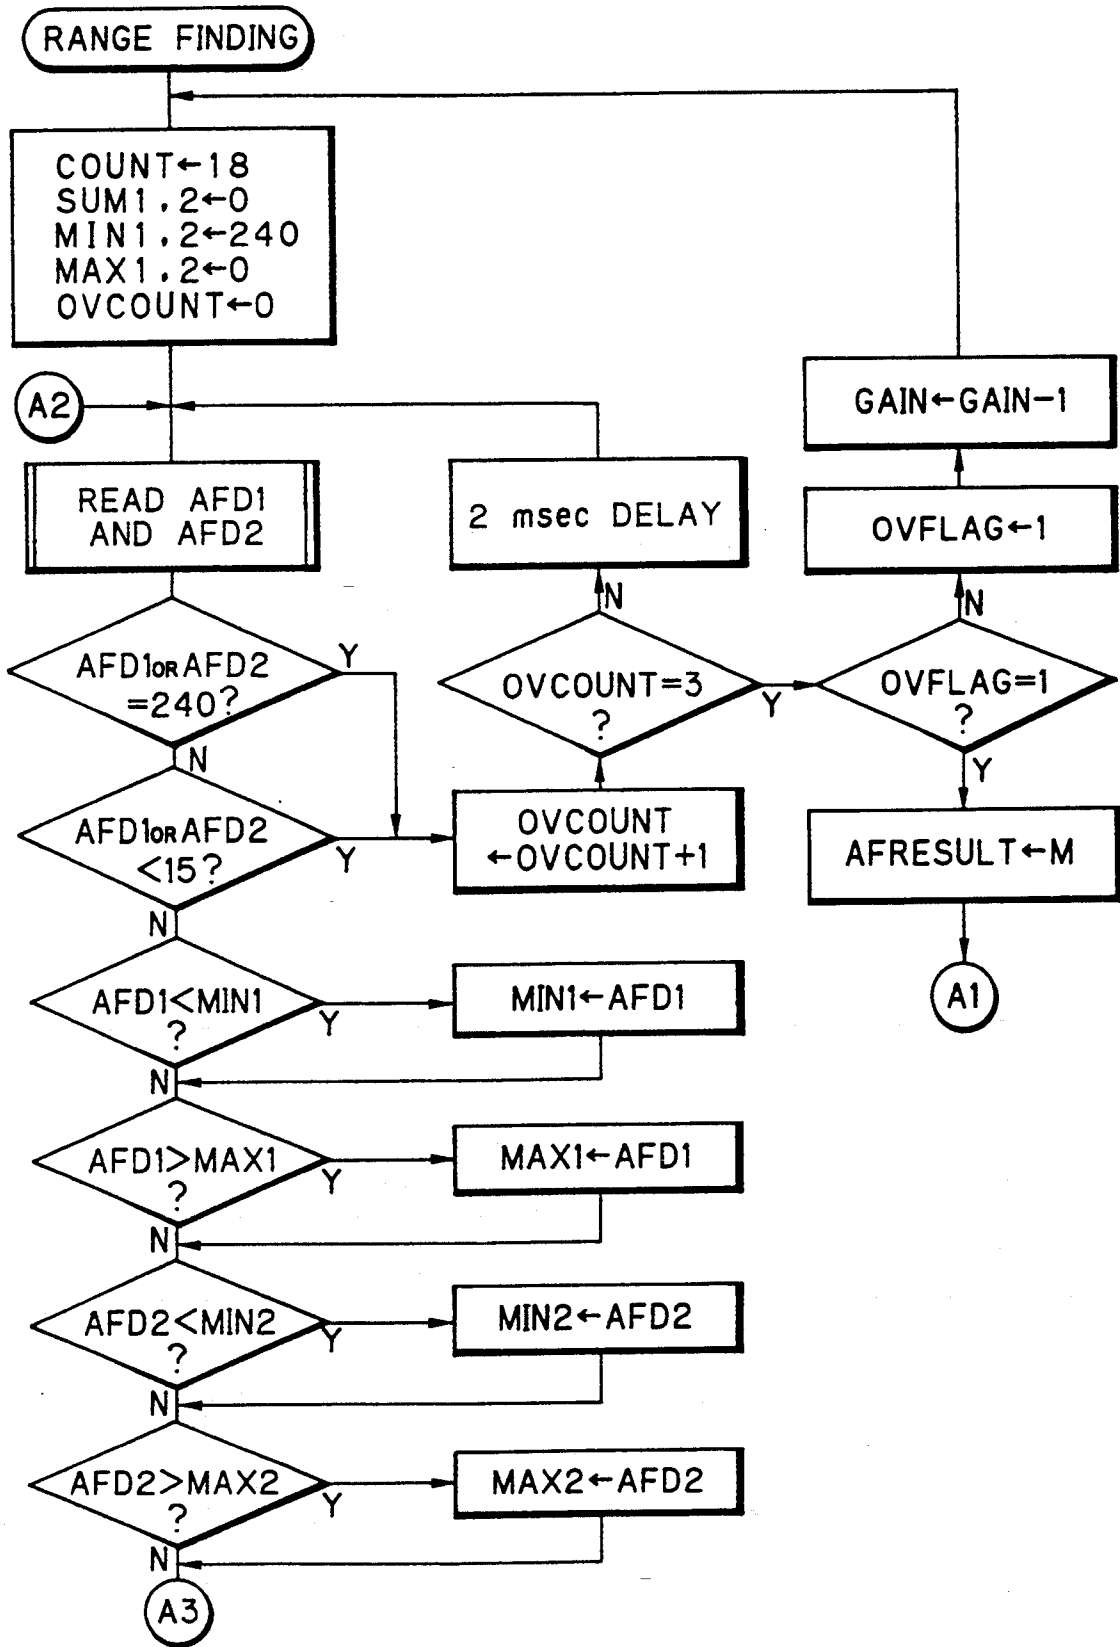 RANGE FINDING
COUNT←18
SUM1,2←0
MIN1,2←240
MAX1,2←0
OVCOUNT←0
A2
READ AFD1
AND AFD2
AFD1 OR AFD2
=240?
Y
N
AFD1 OR AFD2
<15?
Y
N
OVCOUNT
←OVCOUNT+1
OVCOUNT=3
?
N
Y
2 msec DELAY
OVFLAG=1
?
N
Y
OVFLAG←1
GAIN←GAIN-1
AFRESULT←M
A1
AFD1<MIN1
?
Y
N
MIN1←AFD1
AFD1>MAX1
?
Y
N
MAX1←AFD1
AFD2<MIN2
?
Y
N
MIN2←AFD2
AFD2>MAX2
?
Y
N
MAX2←AFD2
A3